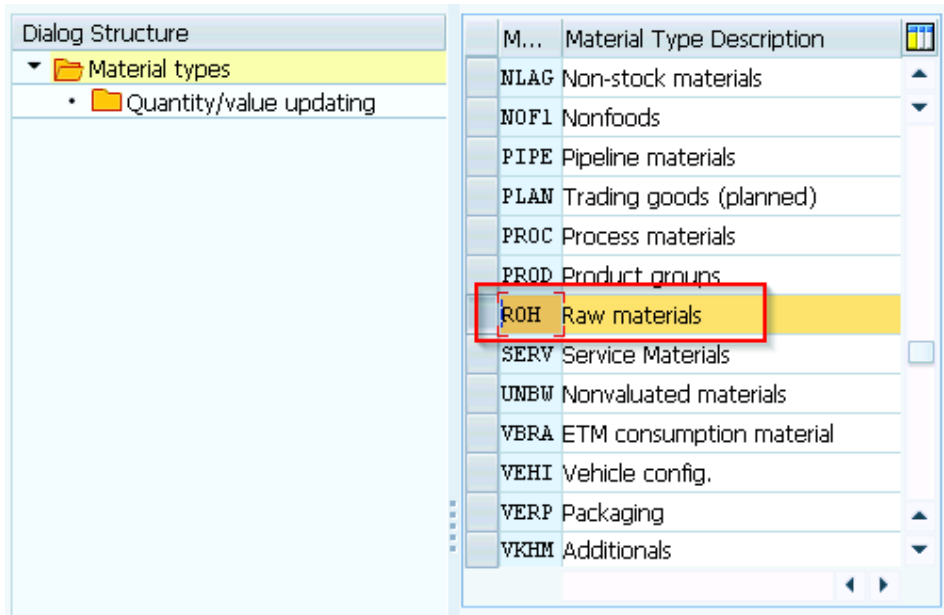 Dialog Structure
Material types
Quantity/value updating
M... Material Type Description
NLAG Non-stock materials
NOF1 Nonfoods
PIPE Pipeline materials
PLAN Trading goods (planned)
PROC Process materials
PROD Product groups
ROH Raw materials
SERV Service Materials
UNBW Nonvaluated materials
VBRA ETM consumption material
VEHI Vehicle config.
VERP Packaging
VKHM Additionals